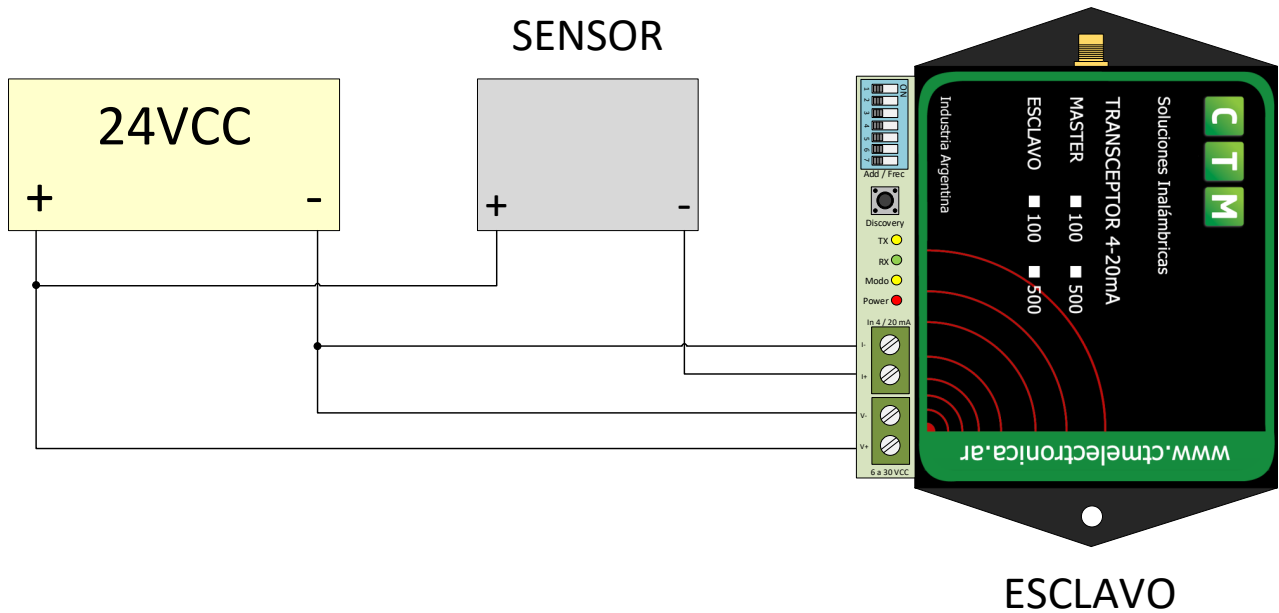 SENSOR
24VCC
+ -
+ -
ON
1
2
3
4
5
6
7
Add / Frec
Discovery
TX
RX
Modo
Power
In 4 / 20 mA
I-
I+
V-
V+
6 a 30 VCC
CTM
Soluciones Inalámbricas
TRANSCEPTOR 4-20mA
MASTER 100 500
ESCLAVO 100 500
Industria Argentina
www.ctmelectronica.ar
ESCLAVO